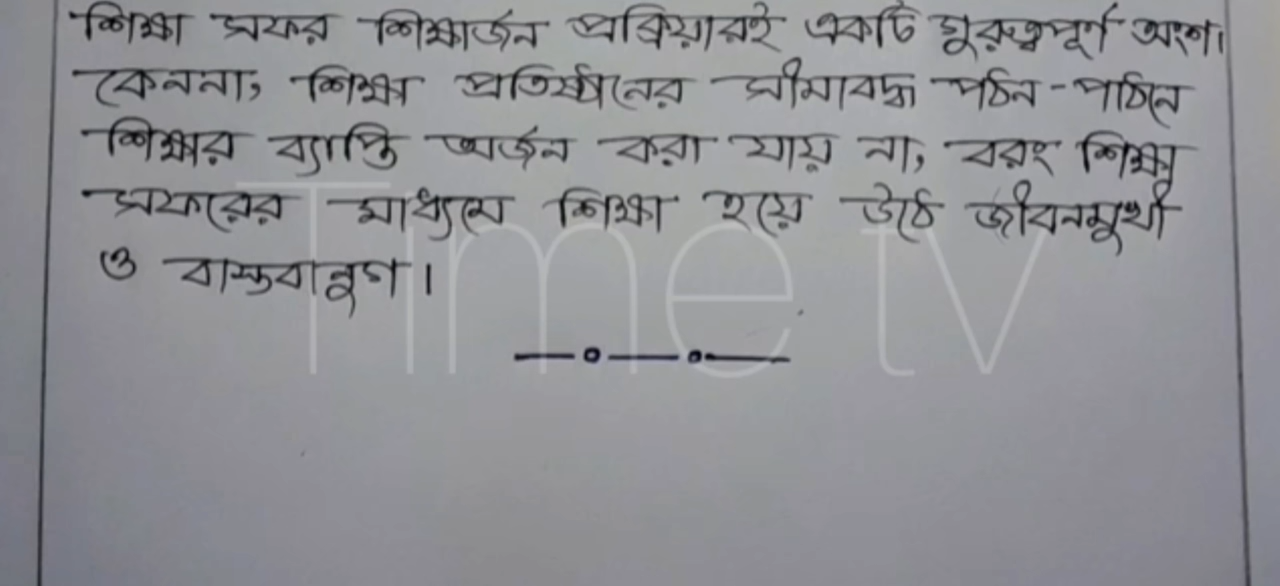 শিক্ষা সফর শিক্ষার্জন প্রক্রিয়ারই একটি গুরুত্বপূর্ণ অংশ।
কেননা, শিক্ষা প্রতিষ্ঠানের সীমাবদ্ধ পঠন-পাঠনে
শিক্ষার ব্যাপ্তি অর্জন করা যায় না, বরং শিক্ষা
সফরের মাধ্যমে শিক্ষা হয়ে উঠে জীবনমুখী
ও বাস্তবানুগ।
Time tv